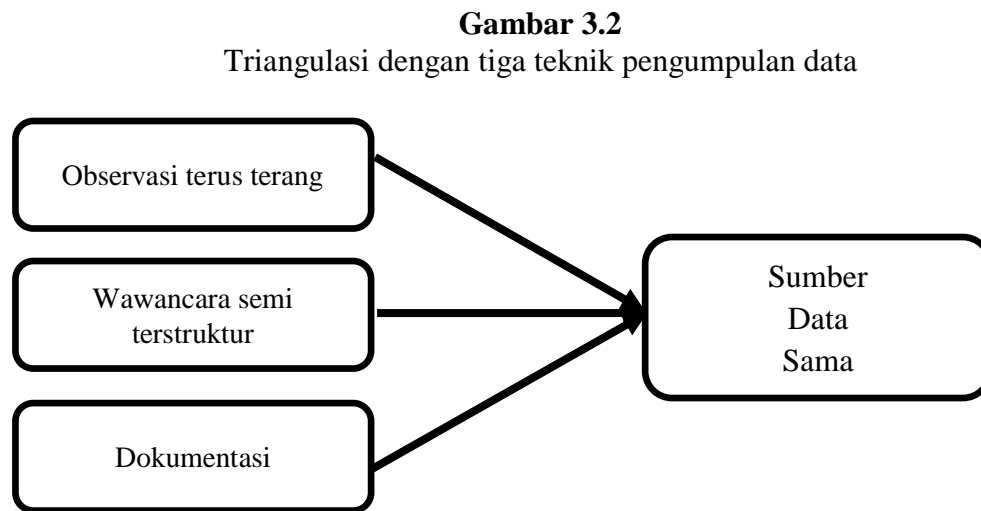 Gambar 3.2
Triangulasi dengan tiga teknik pengumpulan data
Observasi terus terang
Wawancara semi
terstruktur
Dokumentasi
Sumber
Data
Sama